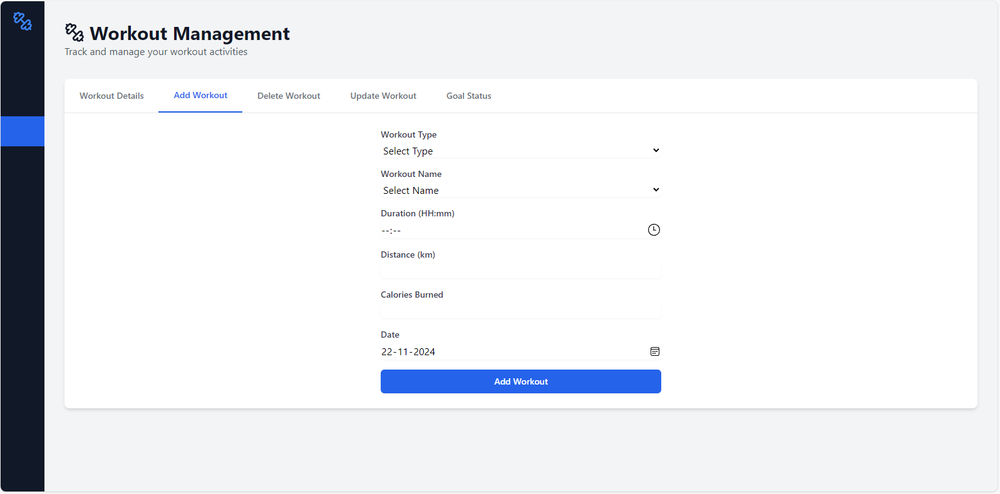 Workout Management
Track and manage your workout activities
Workout Details Add Workout Delete Workout Update Workout Goal Status
Workout Type
Select Type
Workout Name
Select Name
Duration (HH:mm)
--:--
Distance (km)
Calories Burned
Date
22-11-2024
Add Workout